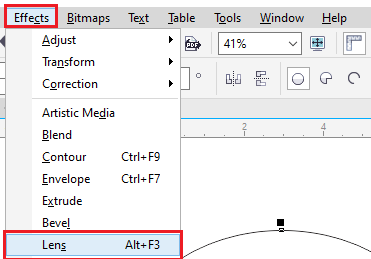 Effects Bitmaps Text Table Tools Window Help
Adjust
Transform
Correction
Artistic Media
Blend
Contour Ctrl+F9
Envelope Ctrl+F7
Extrude
Bevel
Lens Alt+F3
PDF 41%
2 4